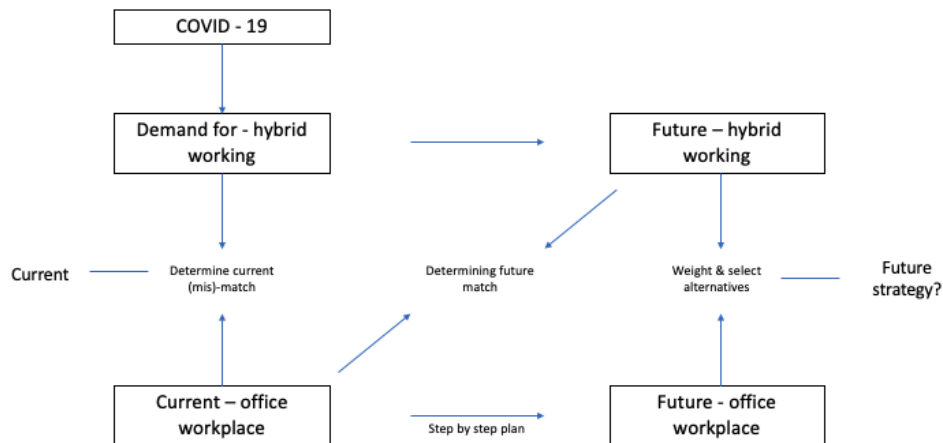 COVID - 19
Demand for - hybrid
working
Future – hybrid
working
Current
Determine current
(mis)-match
Determining future
match
Weight & select
alternatives
Future
strategy?
Current – office
workplace
Step by step plan
Future - office
workplace